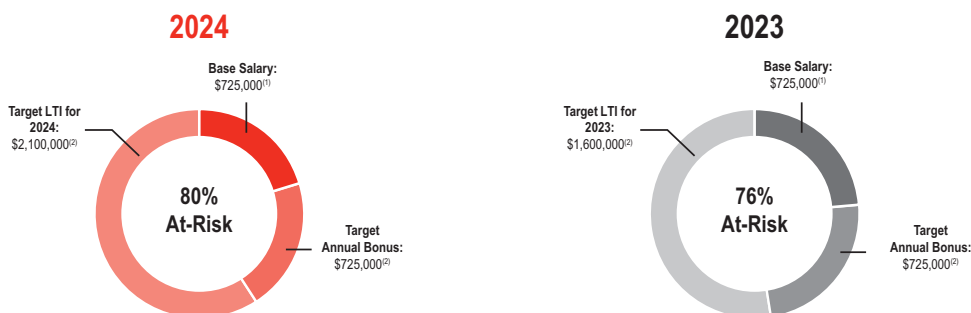 2024
Base Salary:
$725,000(1)
Target LTI for
2024:
$2,100,000(2)
80%
At-Risk
Target
Annual Bonus:
$725,000(2)
2023
Base Salary:
$725,000(1)
Target LTI for
2023:
$1,600,000(2)
76%
At-Risk
Target
Annual Bonus:
$725,000(2)